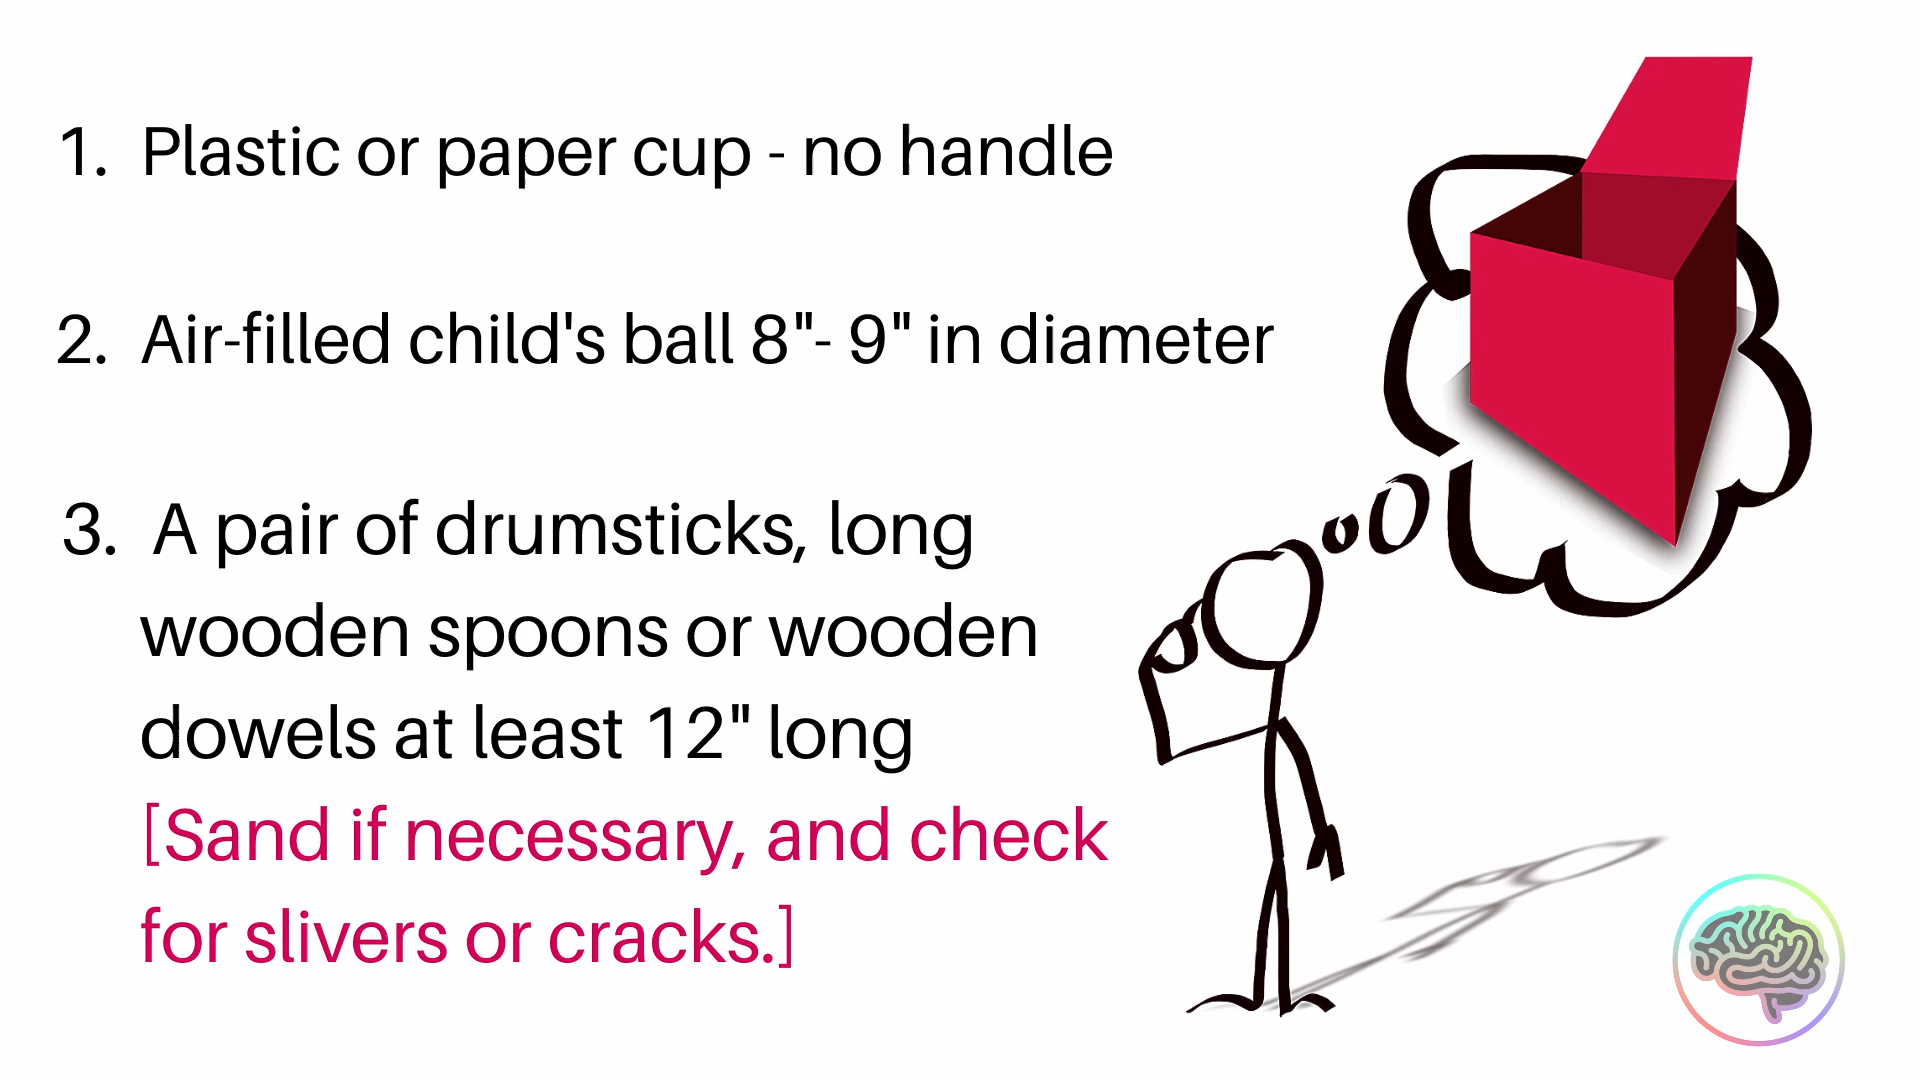 1. Plastic or paper cup - no handle
2. Air-filled child's ball 8"- 9" in diameter
3. A pair of drumsticks, long
wooden spoons or wooden
dowels at least 12" long
[Sand if necessary, and check
for slivers or cracks.]